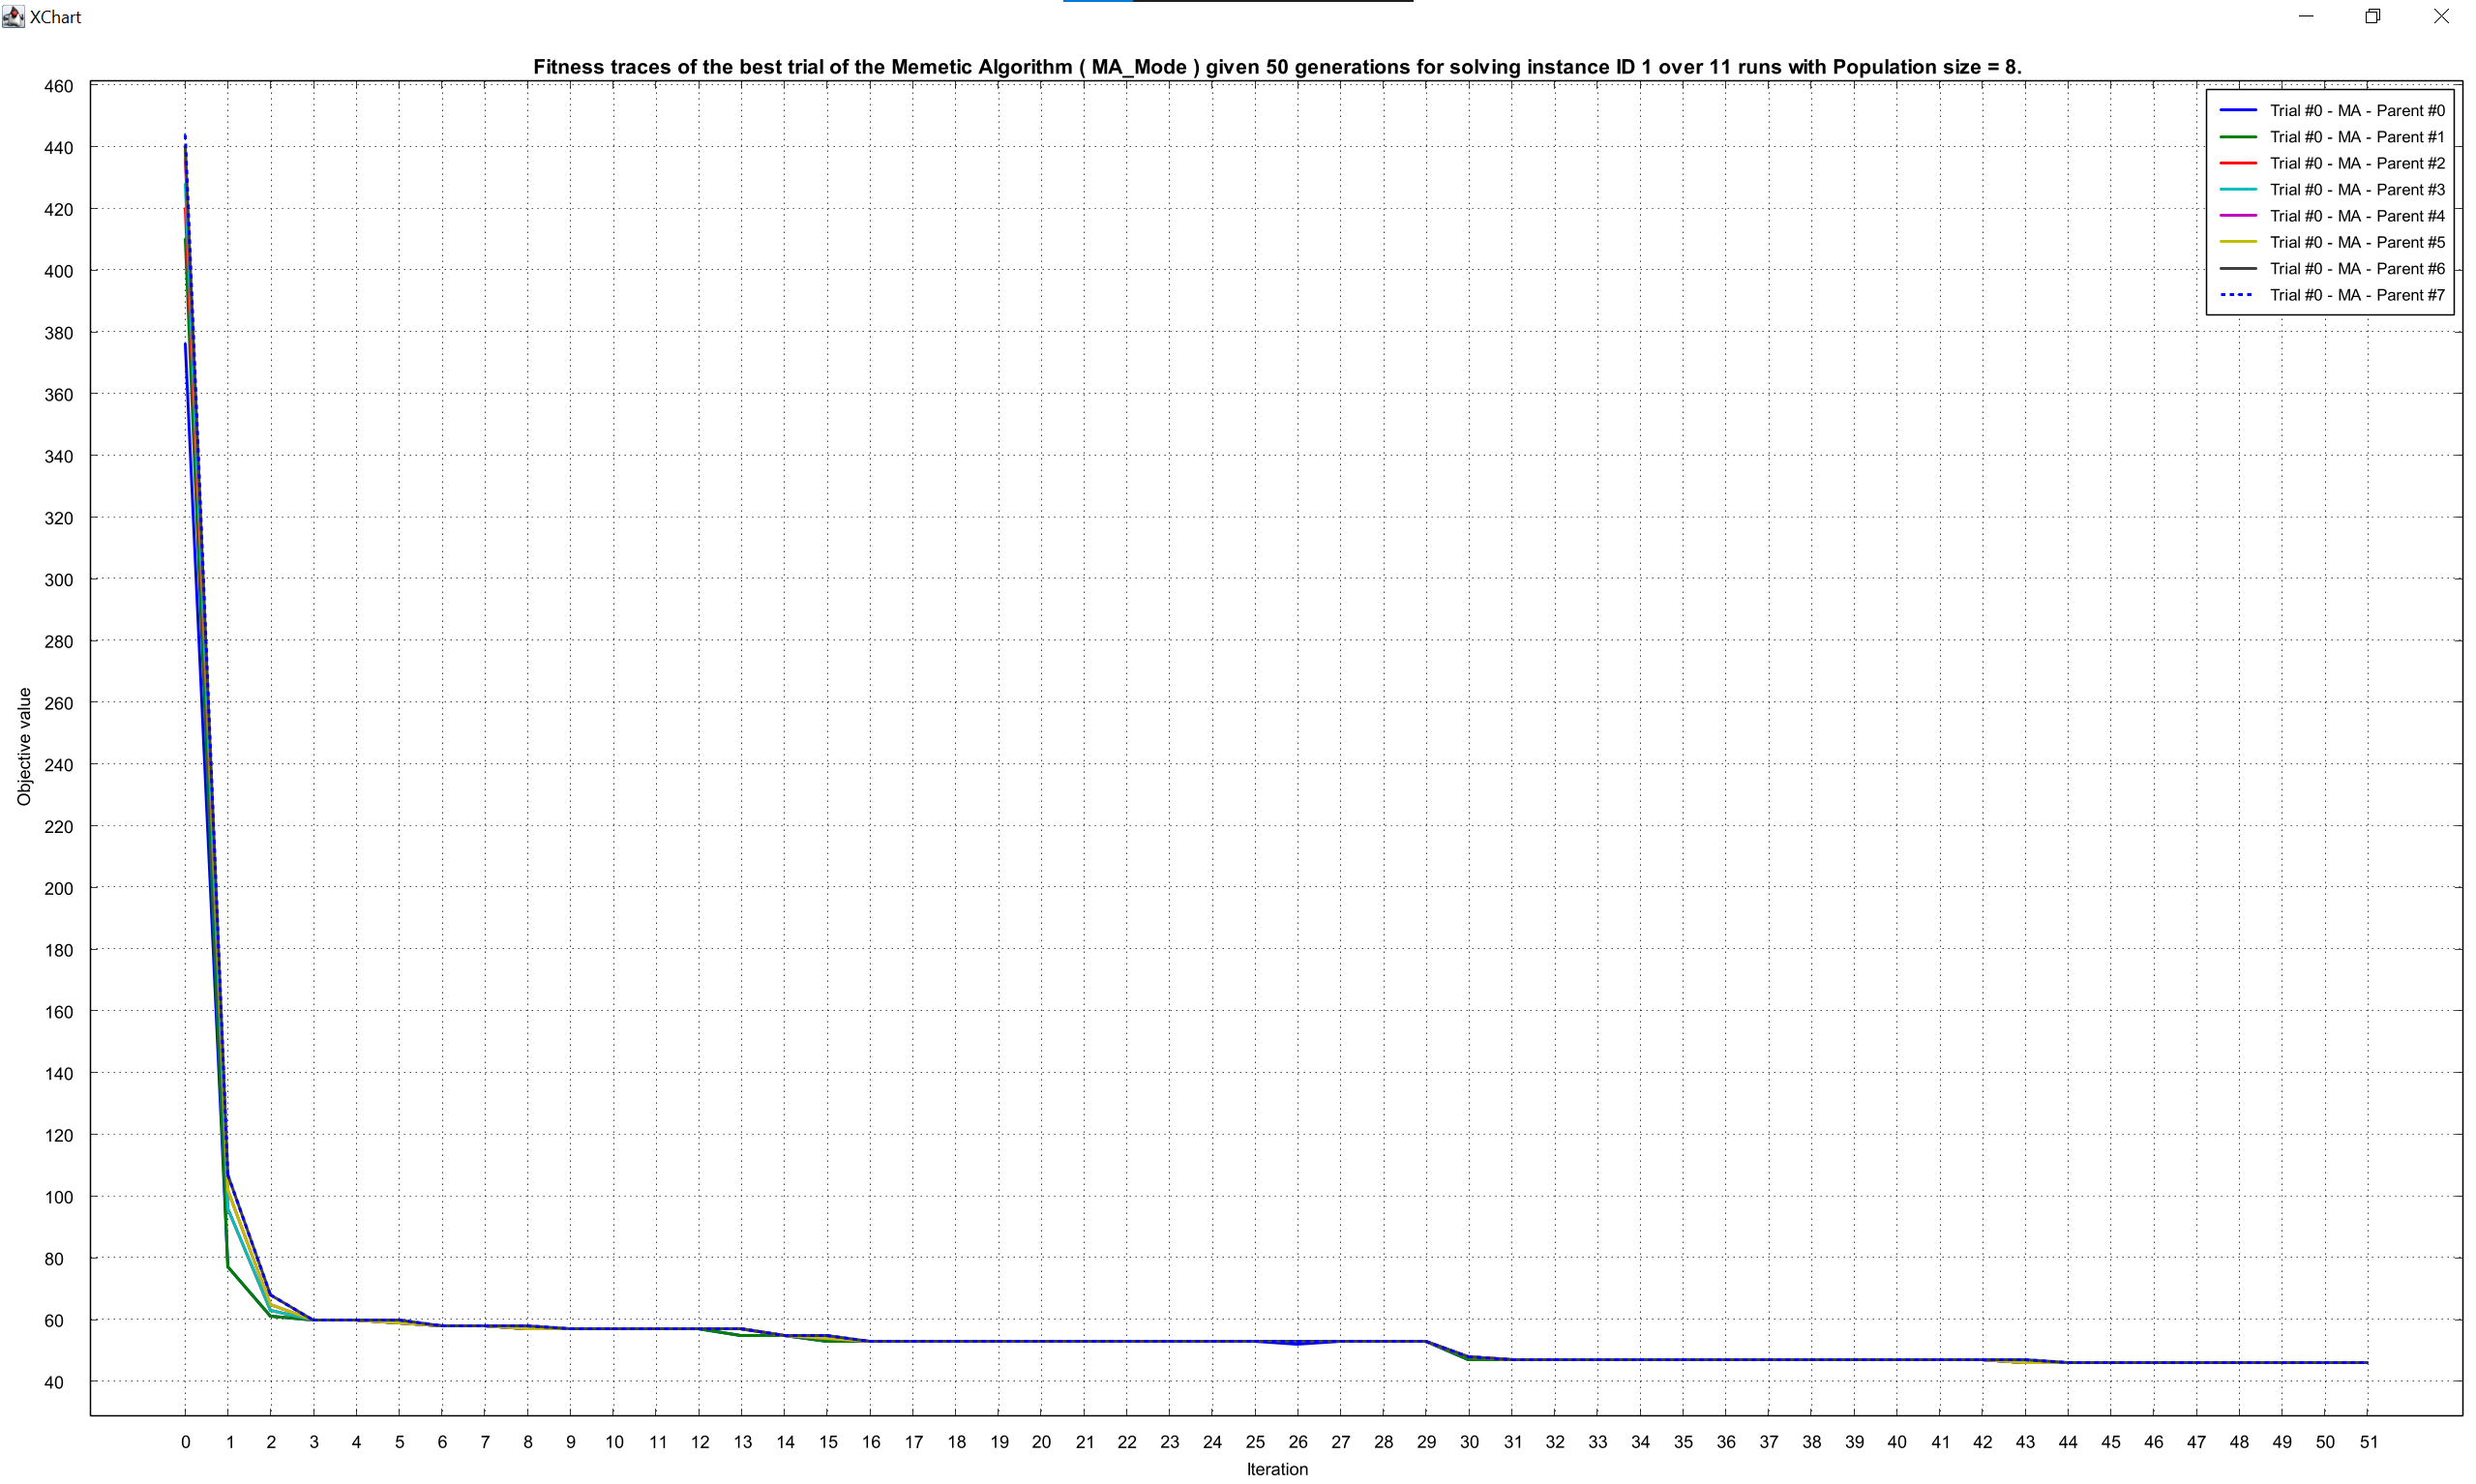 XChart
Fitness traces of the best trial of the Memetic Algorithm ( MA_Mode ) given 50 generations for solving instance ID 1 over 11 runs with Population size = 8.
460
440
420
400
380
360
340
320
300
280
260
240
220
200
180
160
140
120
100
80
60
40
Objective value
Trial #0 - MA - Parent #0
Trial #0 - MA - Parent #1
Trial #0 - MA - Parent #2
Trial #0 - MA - Parent #3
Trial #0 - MA - Parent #4
Trial #0 - MA - Parent #5
Trial #0 - MA - Parent #6
Trial #0 - MA - Parent #7
0 1 2 3 4 5 6 7 8 9 10 11 12 13 14 15 16 17 18 19 20 21 22 23 24 25 26 27 28 29 30 31 32 33 34 35 36 37 38 39 40 41 42 43 44 45 46 47 48 49 50 51
Iteration